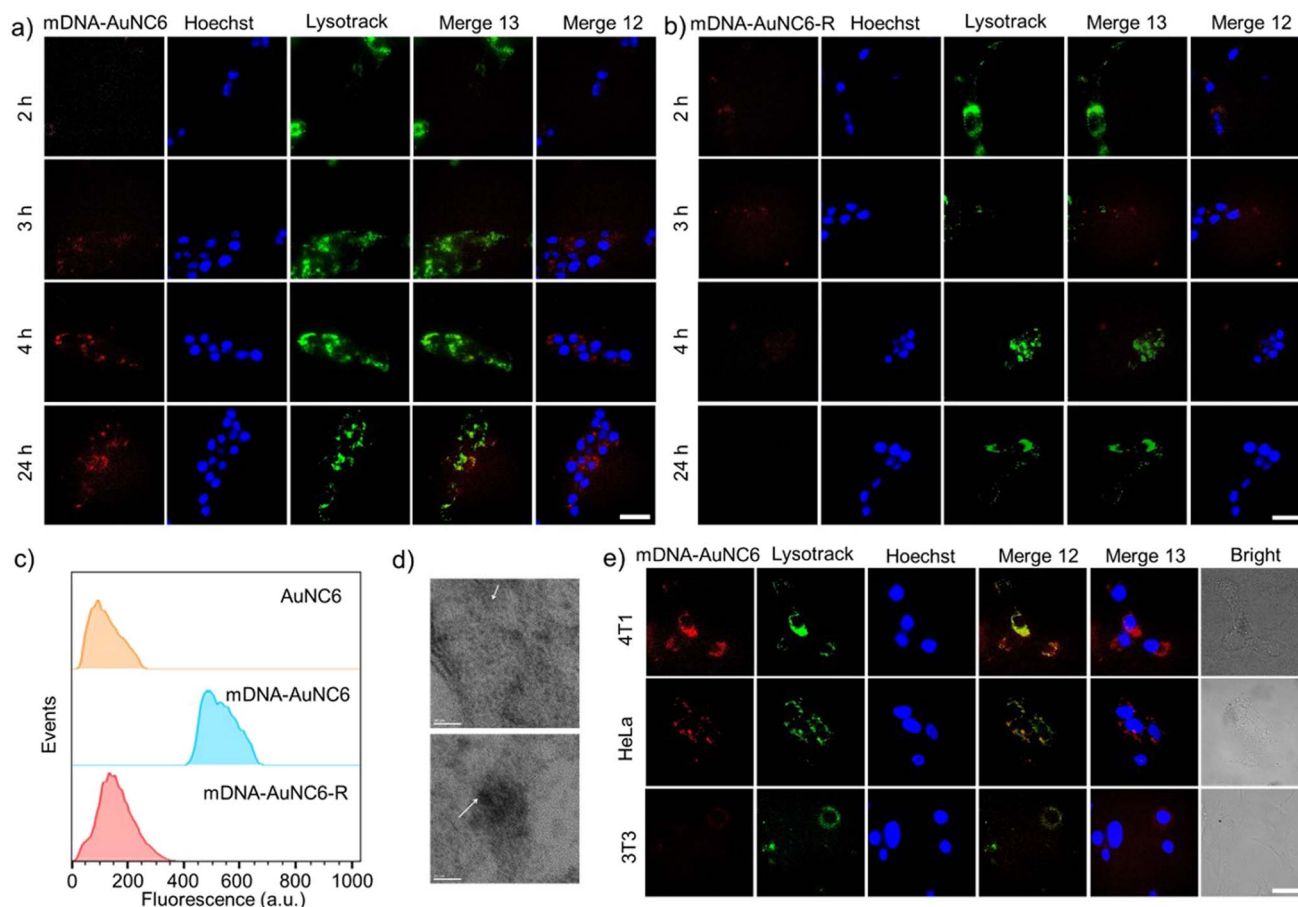 a)
mDNA-AuNC6 Hoechst Lysotrack Merge 13 Merge 12
2 h
3 h
4 h
24 h
b)
mDNA-AuNC6-R Hoechst Lysotrack Merge 13 Merge 12
2 h
3 h
4 h
24 h
c)
AuNC6
mDNA-AuNC6
mDNA-AuNC6-R
Events
0 200 400 600 800 1000
Fluorescence (a.u.)
d)
e)
mDNA-AuNC6 Lysotrack Hoechst Merge 12 Merge 13 Bright
4T1
HeLa
3T3